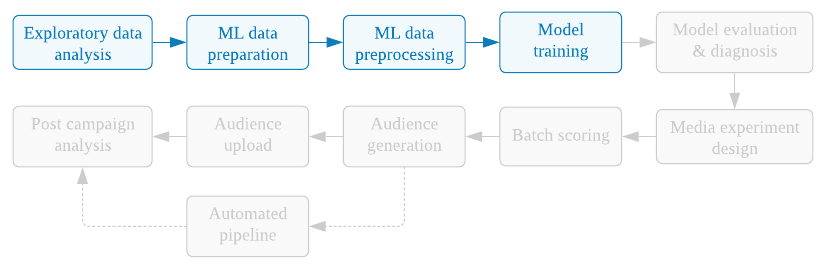 Exploratory data
analysis
ML data
preparation
ML data
preprocessing
Model
training
Model evaluation
& diagnosis
Media experiment
design
Batch scoring
Audience
generation
Audience
upload
Post campaign
analysis
Automated
pipeline